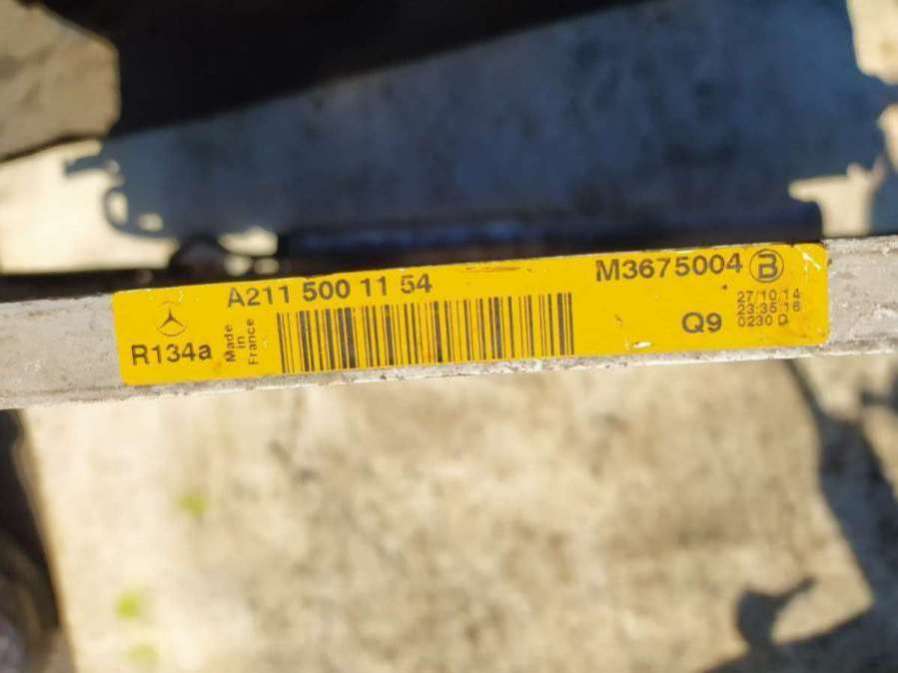 A211 500 11 54
M3675004 B
R134a
Made
in
France
Q9
27/10/14
23:35:16
0230 D